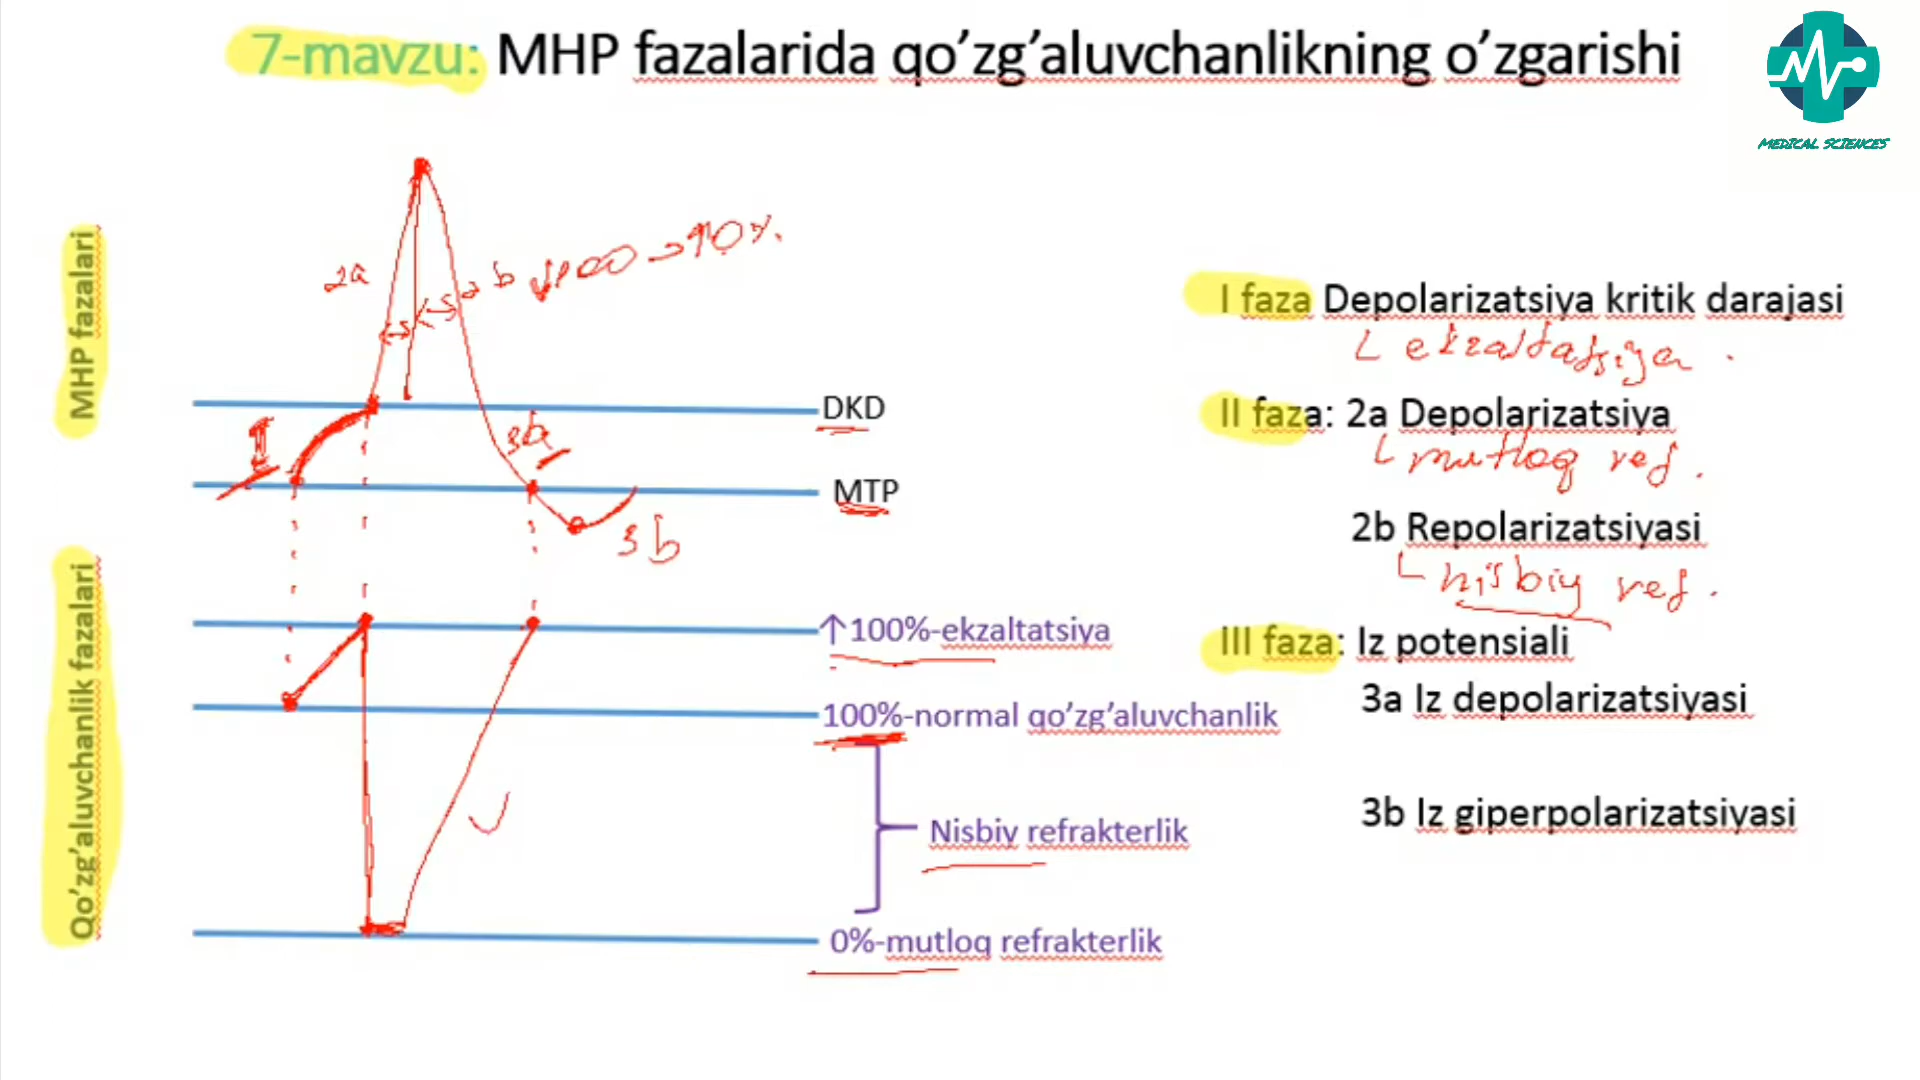 7-mavzu: MHP fazalarida qo’zg’aluvchanlikning o’zgarishi
MEDICAL SCIENCES
MHP fazalari
2a
b ↓100 → 90%.
I
DKD
3a
MTP
3b
Qo’zg’aluvchanlik fazalari
↑100%-ekzaltatsiya
100%-normal qo’zg’aluvchanlik
Nisbiy refrakterlik
0%-mutloq refrakterlik
I faza Depolarizatsiya kritik darajasi
ekzaltatsiya.
II faza: 2a Depolarizatsiya
mutloq ref.
2b Repolarizatsiyasi
nisbiy ref.
III faza: Iz potensiali
3a Iz depolarizatsiyasi
3b Iz giperpolarizatsiyasi